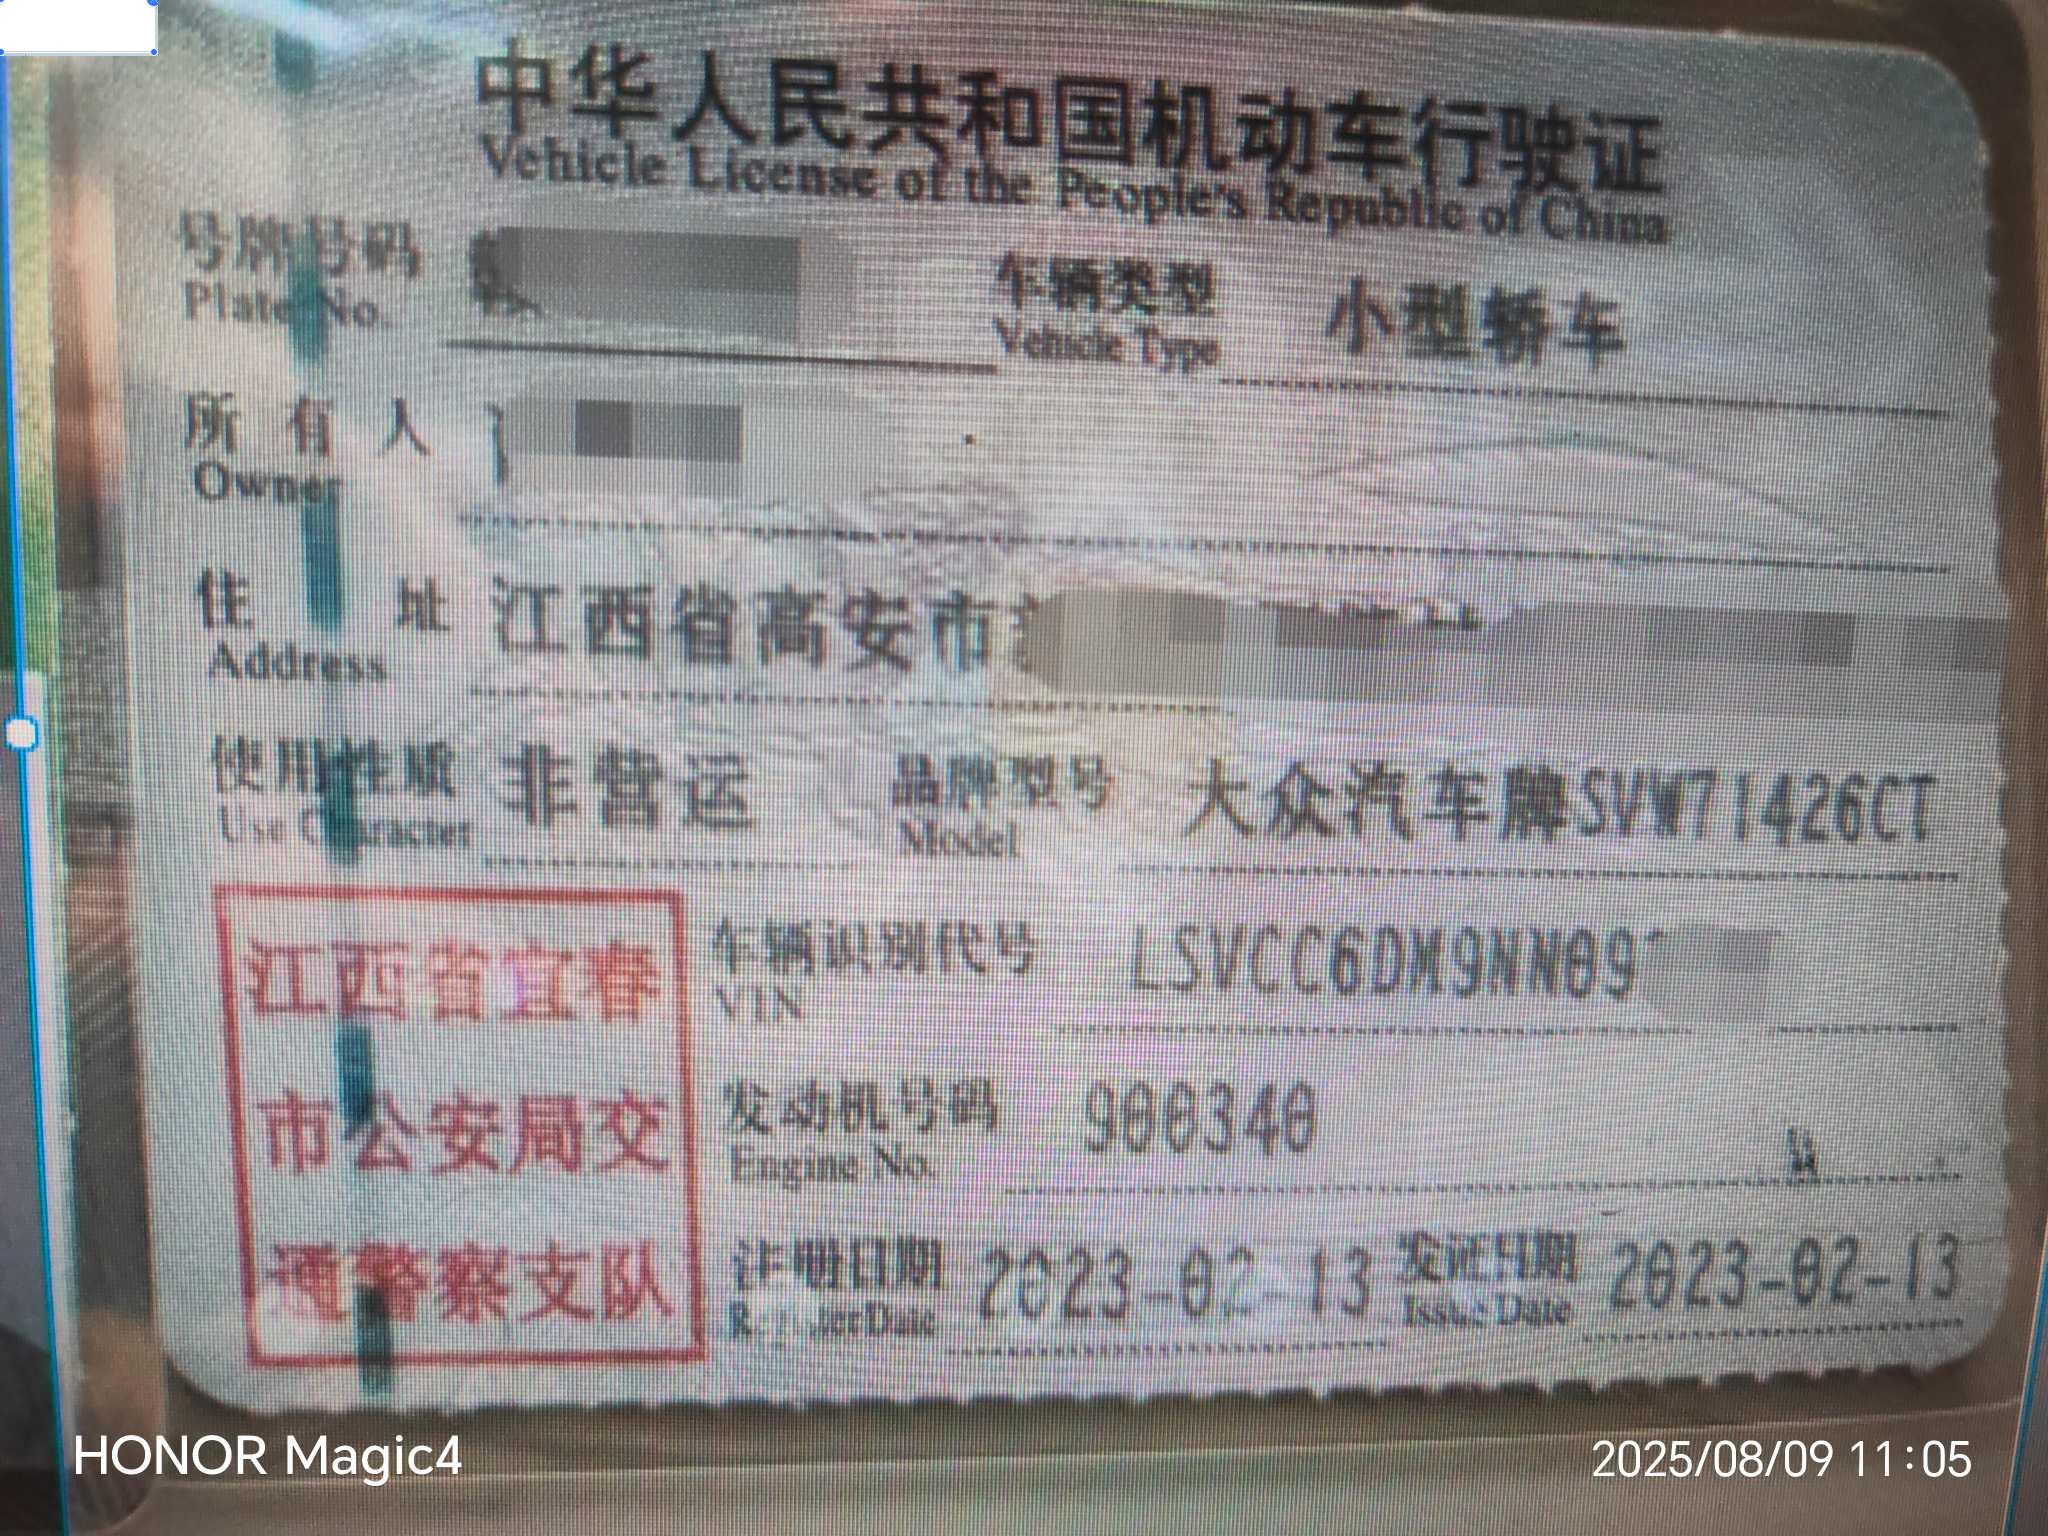 中华人民共和国机动车行驶证
Vehicle License of the People's Republic of China
号牌号码
Plate No.
车辆类型 小型轿车
Vehicle Type
所有人
Owner
住址 江西省高安市
Address
使用性质 非营运 品牌型号 大众汽车牌SVW71426CT
Use Character Model
江西省宜春
市公安局交
通警察支队
车辆识别代号 LSVCC6DM9NN09
VIN
发动机号码 900340
Engine No.
注册日期 2023-02-13 发证日期 2023-02-13
Register Date Issue Date
HONOR Magic4
2025/08/09 11:05